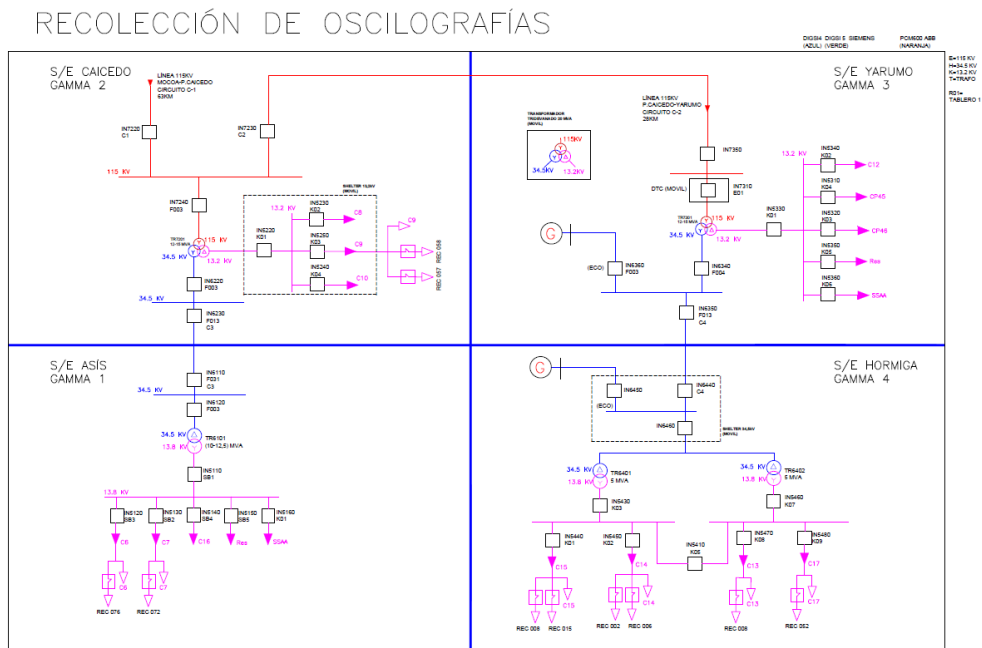 RECOLECCIÓN DE OSCILOGRAFÍAS
DIGSI4 DIGSI 5 SIEMENS
(AZUL) (VERDE)
PCM600 ABB
(NARANJA)
E=115 KV
H=34.5 KV
K=13.2 KV
T=TRAFO
R01=
TABLERO 1
S/E CAICEDO
GAMMA 2
LÍNEA 115KV
MOCOA-P.CAICEDO
CIRCUITO C-1
63KM
IN7220
C1
IN7230
C2
115 KV
IN7240
F003
TR7201
12-15 MVA
115 KV
34.5 KV
13.2 KV
SHELTER 13,2kV
(MOVIL)
13.2 KV
IN5220
K01
IN5230
K02
C8
IN5250
K03
C9
IN5240
K04
C10
C9
REC 058
REC 057
IN6220
F003
34.5 KV
IN6230
F013
C3
S/E YARUMO
GAMMA 3
LÍNEA 115KV
P.CAICEDO-YARUMO
CIRCUITO C-2
28KM
TRANSFORMADOR
TRIDEVANADO 25 MVA
(MOVIL)
115KV
34.5KV
13.2KV
IN7350
DTC (MOVIL)
IN7310
E01
TR7301
12-15 MVA
115 KV
34.5 KV
13.2 KV
IN5330
K01
13.2 KV
IN5340
K02
C12
IN5310
K04
CP45
IN5320
K03
CP46
IN5350
K05
Res
IN5360
K06
SSAA
G
(ECO)
IN6360
F003
IN6340
F004
IN6350
F013
C4
S/E ASÍS
GAMMA 1
IN6110
F031
C3
34.5 KV
IN6120
F003
34.5 KV
13.8 KV
TR6101
(10-12,5) MVA
IN5110
SB1
13.8 KV
IN5120
SB3
IN5130
SB2
IN5140
SB4
IN5150
SB5
IN5160
K01
C6
C7
C16
Res
SSAA
C6
C7
REC 076
REC 072
S/E HORMIGA
GAMMA 4
G
(ECO)
IN6450
IN6440
C4
IN6460
SHELTER 34,5kV
(MOVIL)
34.5 KV
13.8 KV
TR6401
5 MVA
34.5 KV
13.8 KV
TR6402
5 MVA
IN5430
K03
IN5460
K07
IN5440
K01
IN5450
K02
IN5410
K05
IN5470
K08
IN5480
K09
C15
C14
C13
C17
C15
C14
C13
C17
REC 008
REC 015
REC 002
REC 006
REC 008
REC 052